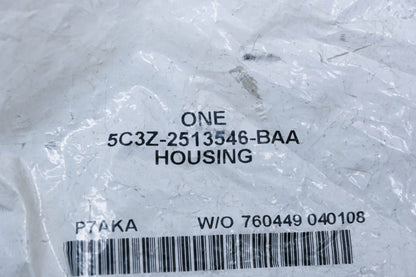 ONE
5C3Z-2513546-BAA
HOUSING
P7AKA W/O 760449 040108